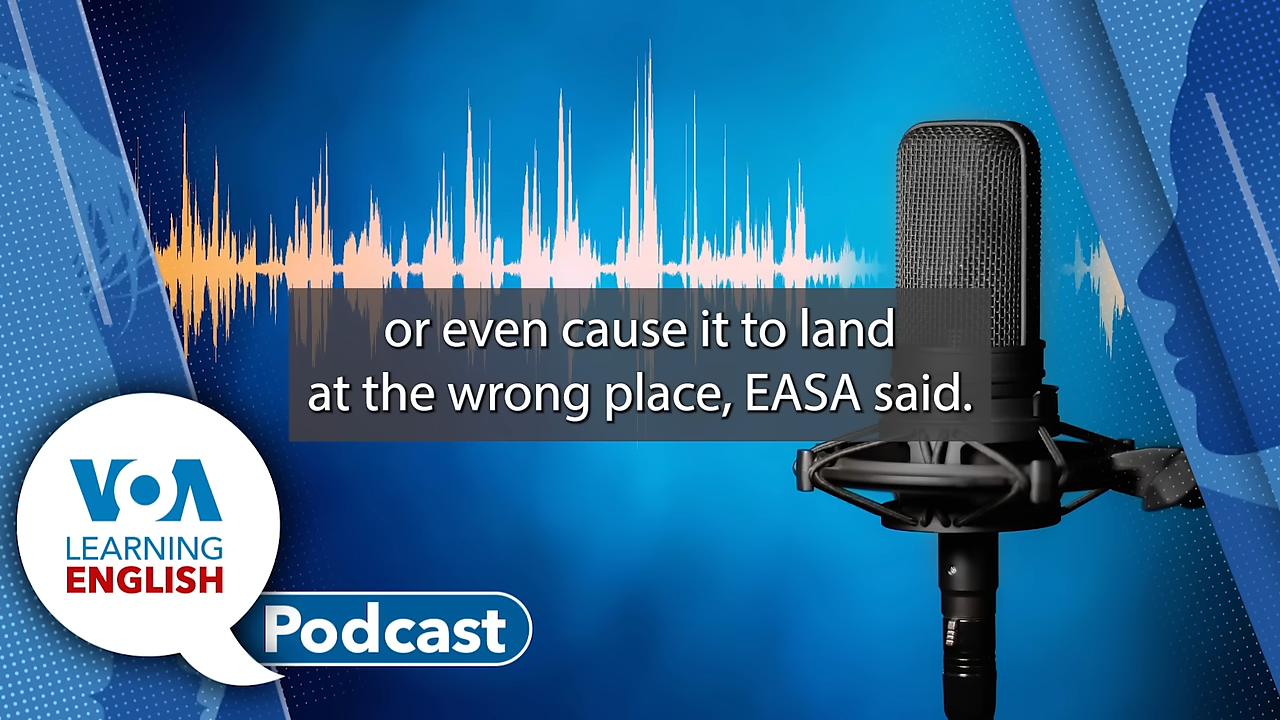 or even cause it to land
at the wrong place, EASA said.
VOA
LEARNING
ENGLISH
Podcast